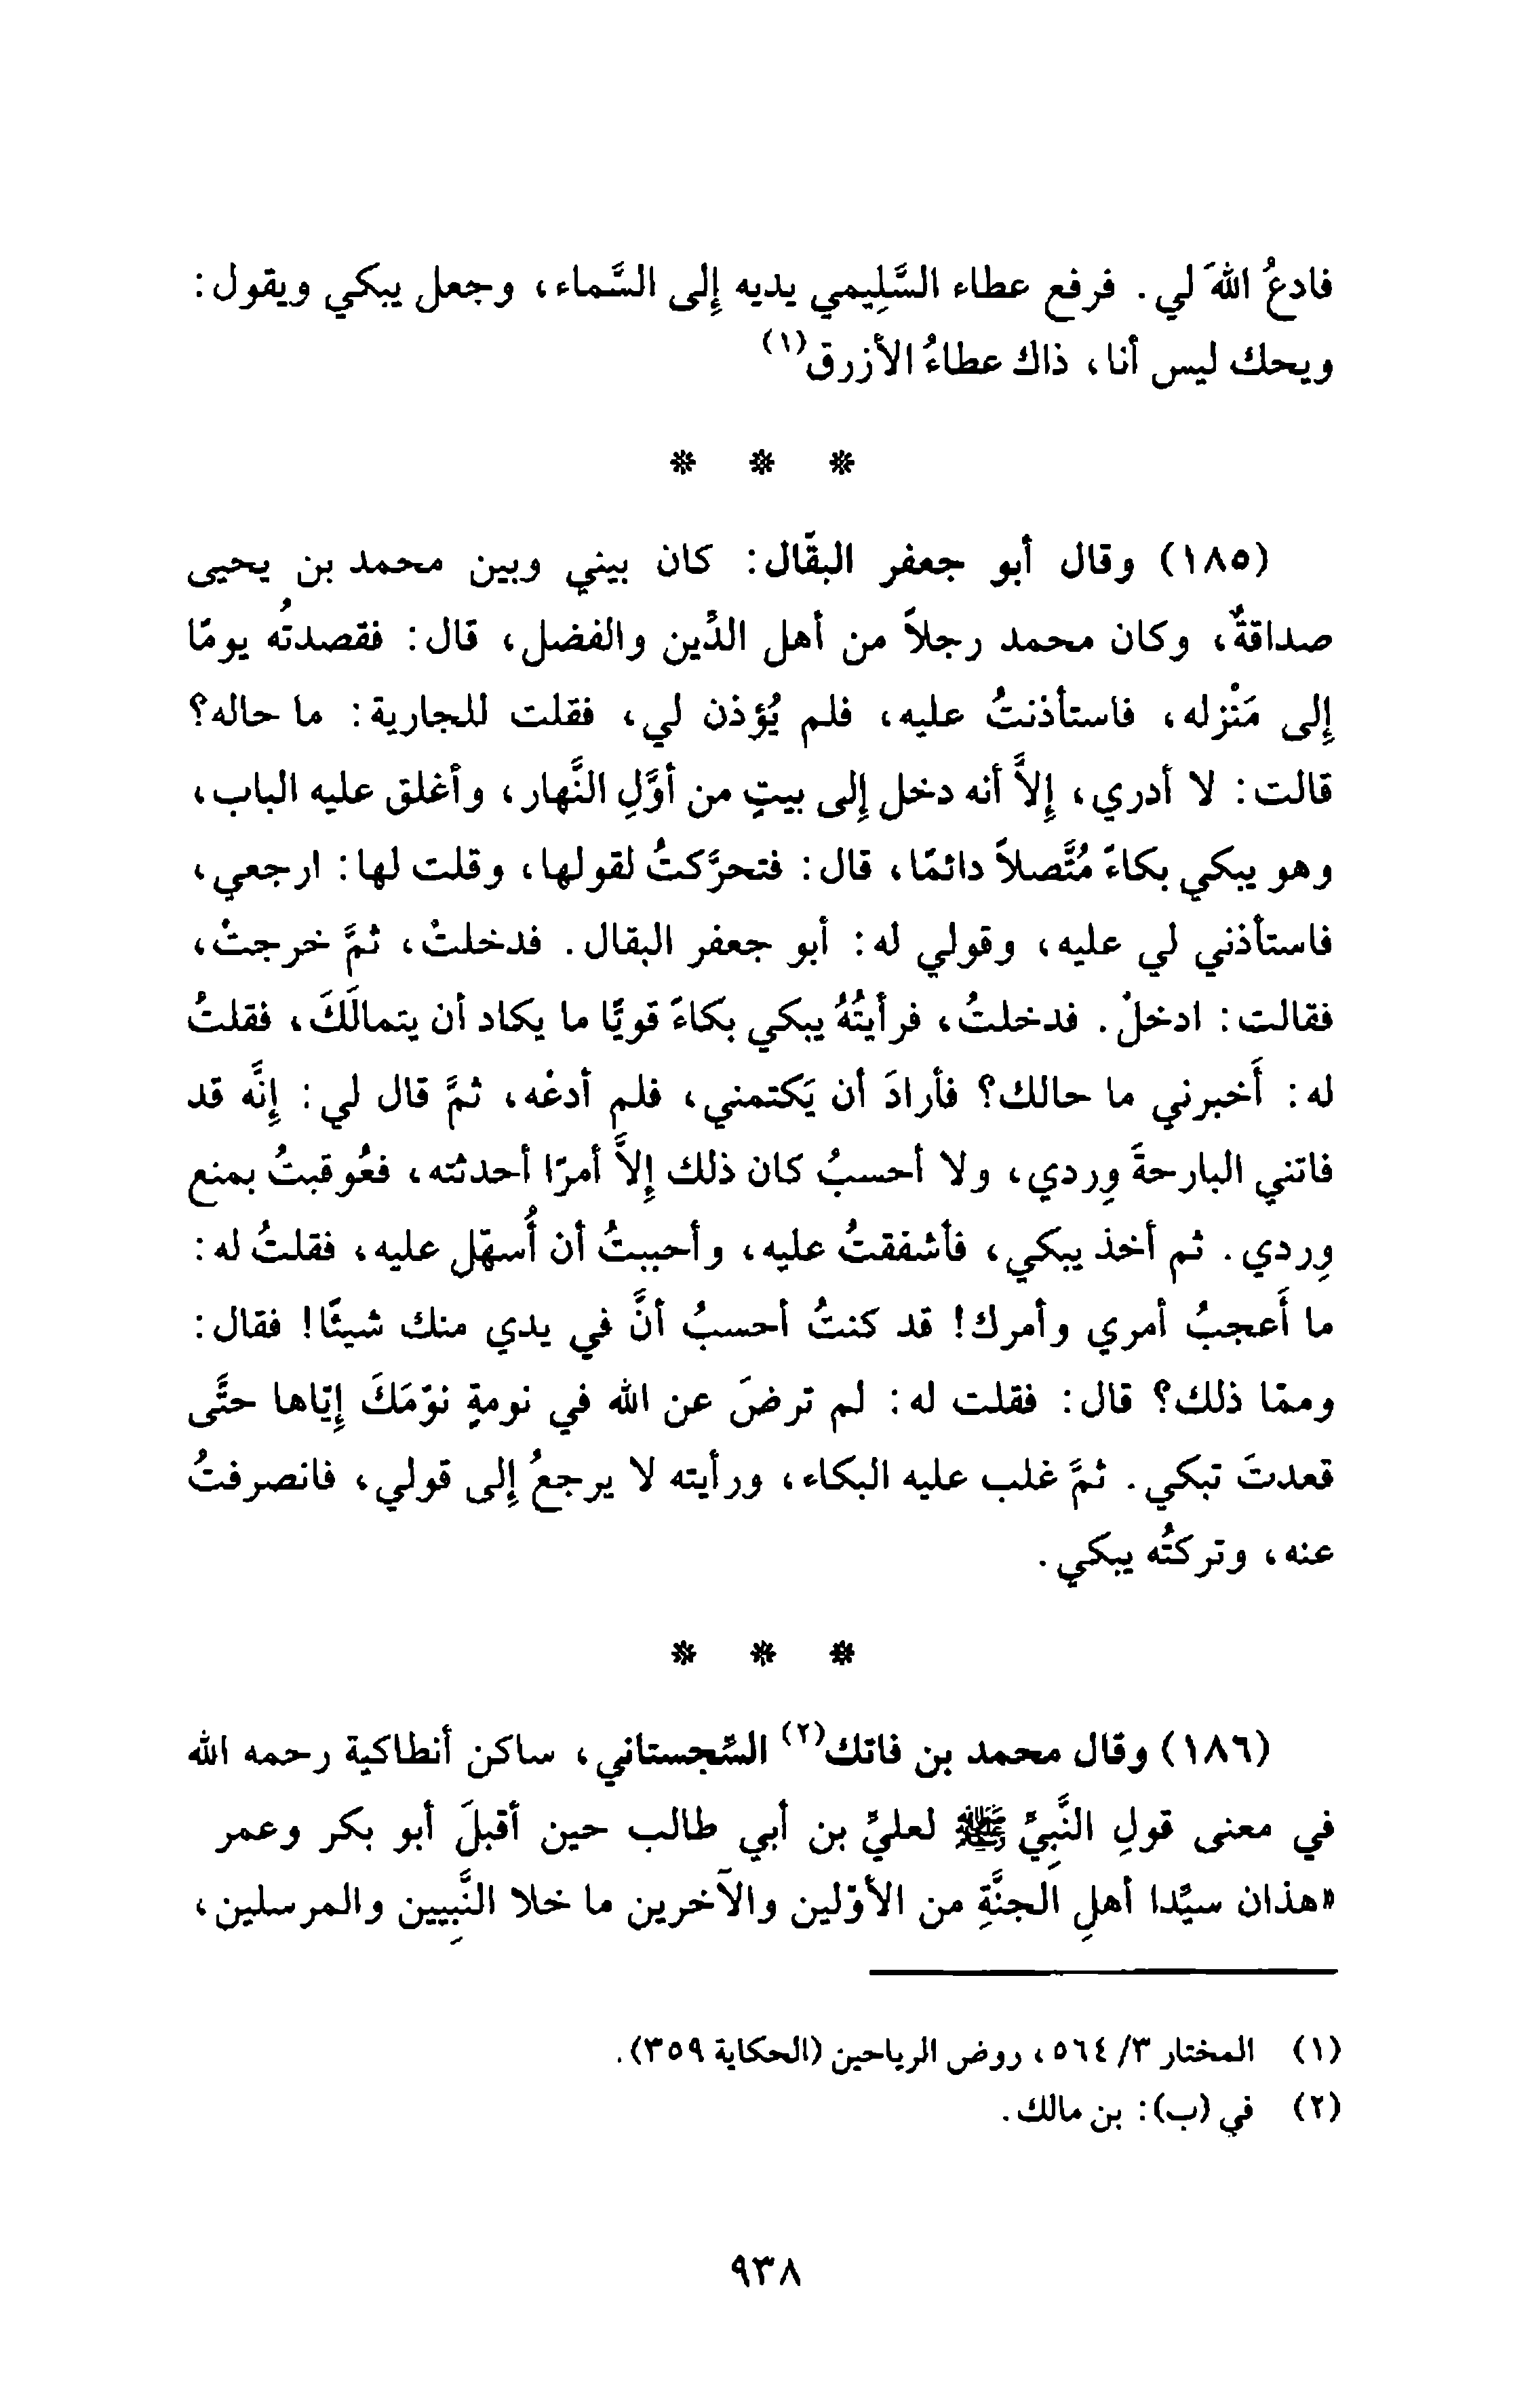 فادعُ اللهَ لي. فرفع عطاء السَّلِيمي يديه إلى السَّماء، وجعل يبكي ويقول:
ويحك ليس أنا، ذاك عطاءُ الأزرق(١)
* * *
(١٨٥) وقال أبو جعفر البقّال: كان بيني وبين محمد بن يحيى
صداقةٌ، وكان محمد رجلاً من أهل الدِّين والفضل، قال: فقصدتُه يومًا
إلى مَنْزله، فاستأذنتُ عليه، فلم يُؤذن لي، فقلت للجارية: ما حاله؟
قالت: لا أدري، إلاَّ أنه دخل إلى بيتٍ من أوَّلِ النَّهار، وأغلق عليه الباب،
وهو يبكي بكاءً مُتَّصلاً دائمًا، قال: فتحرَّكتُ لقولها، وقلت لها: ارجعي،
فاستأذني لي عليه، وقولي له: أبو جعفر البقال. فدخلتْ، ثمَّ خرجتْ،
فقالت: ادخلْ. فدخلتُ، فرأيتُهُ يبكي بكاءً قويًّا ما يكاد أن يتمالَكَ، فقلتُ
له: أَخبرني ما حالك؟ فأرادَ أن يَكتمني، فلم أدعْه، ثمَّ قال لي: إنَّه قد
فاتني البارحةَ وِردي، ولا أحسبُ كان ذلك إلاَّ أمرًا أحدثته، فعُوقبتُ بمنع
وِردي. ثم أخذ يبكي، فأشفقتُ عليه، وأحببتُ أن أُسهّل عليه، فقلتُ له:
ما أَعجبُ أمري وأمرك! قد كنتُ أحسبُ أنَّ في يدي منك شيئًا! فقال:
وممّا ذلك؟ قال: فقلت له: لم ترضَ عن الله في نومةٍ نوّمَكَ إيّاها حتَّى
قعدتَ تبكي. ثمَّ غلب عليه البكاء، ورأيته لا يرجعُ إلى قولي، فانصرفتُ
عنه، وتركتُه يبكي.
* * *
(١٨٦) وقال محمد بن فاتك(٢) السِّجستاني، ساكن أنطاكية رحمه الله
في معنى قولِ النَّبِيِّ ﷺ لعليِّ بن أبي طالب حين أقبلَ أبو بكر وعمر
«هذان سيِّدا أهلِ الجنَّةِ من الأوّلين والآخرين ما خلا النَّبِيين والمرسلين،
(١) المختار ٣/ ٥٦٤، روض الرياحين (الحكاية ٣٥٩).
(٢) في (ب): بن مالك.
٩٣٨